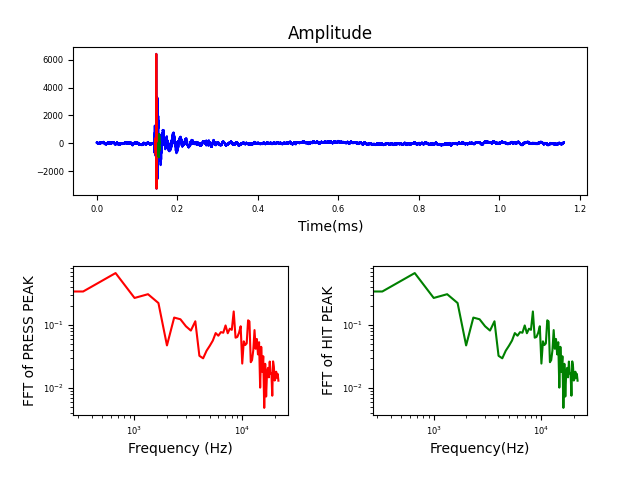 Amplitude
6000
4000
2000
0
−2000
0.0 0.2 0.4 0.6 0.8 1.0 1.2
Time(ms)
FFT of PRESS PEAK
10⁻¹
10⁻²
10³ 10⁴
Frequency (Hz)
FFT of HIT PEAK
10⁻¹
10⁻²
10³ 10⁴
Frequency(Hz)